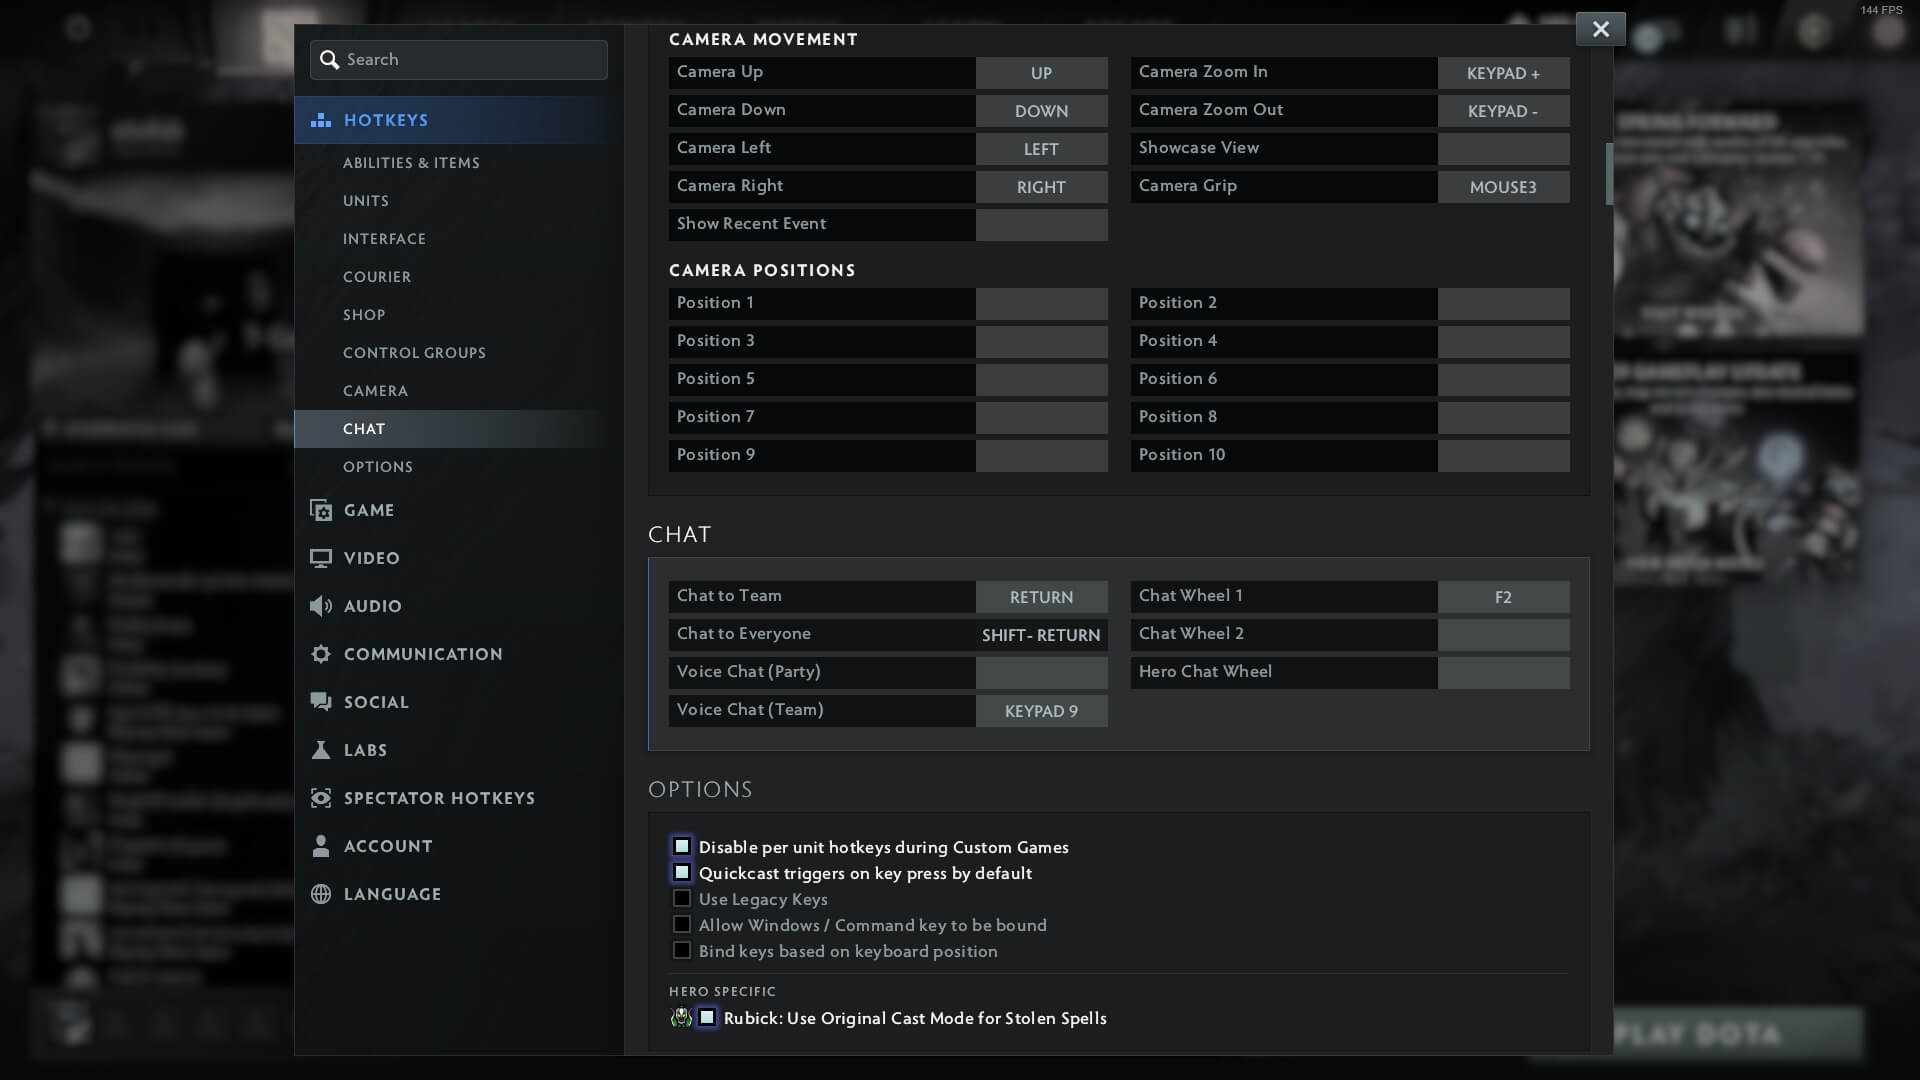 144 FPS
Search
HOTKEYS
ABILITIES & ITEMS
UNITS
INTERFACE
COURIER
SHOP
CONTROL GROUPS
CAMERA
CHAT
OPTIONS
GAME
VIDEO
AUDIO
COMMUNICATION
SOCIAL
LABS
SPECTATOR HOTKEYS
ACCOUNT
LANGUAGE
CAMERA MOVEMENT
Camera Up UP Camera Zoom In KEYPAD +
Camera Down DOWN Camera Zoom Out KEYPAD -
Camera Left LEFT Showcase View
Camera Right RIGHT Camera Grip MOUSE3
Show Recent Event
CAMERA POSITIONS
Position 1 Position 2
Position 3 Position 4
Position 5 Position 6
Position 7 Position 8
Position 9 Position 10
CHAT
Chat to Team RETURN Chat Wheel 1 F2
Chat to Everyone SHIFT- RETURN Chat Wheel 2
Voice Chat (Party) Hero Chat Wheel
Voice Chat (Team) KEYPAD 9
OPTIONS
Disable per unit hotkeys during Custom Games
Quickcast triggers on key press by default
Use Legacy Keys
Allow Windows / Command key to be bound
Bind keys based on keyboard position
HERO SPECIFIC
Rubick: Use Original Cast Mode for Stolen Spells
SPRING FORWARD
GAMEPLAY UPDATE
PLAY DOTA